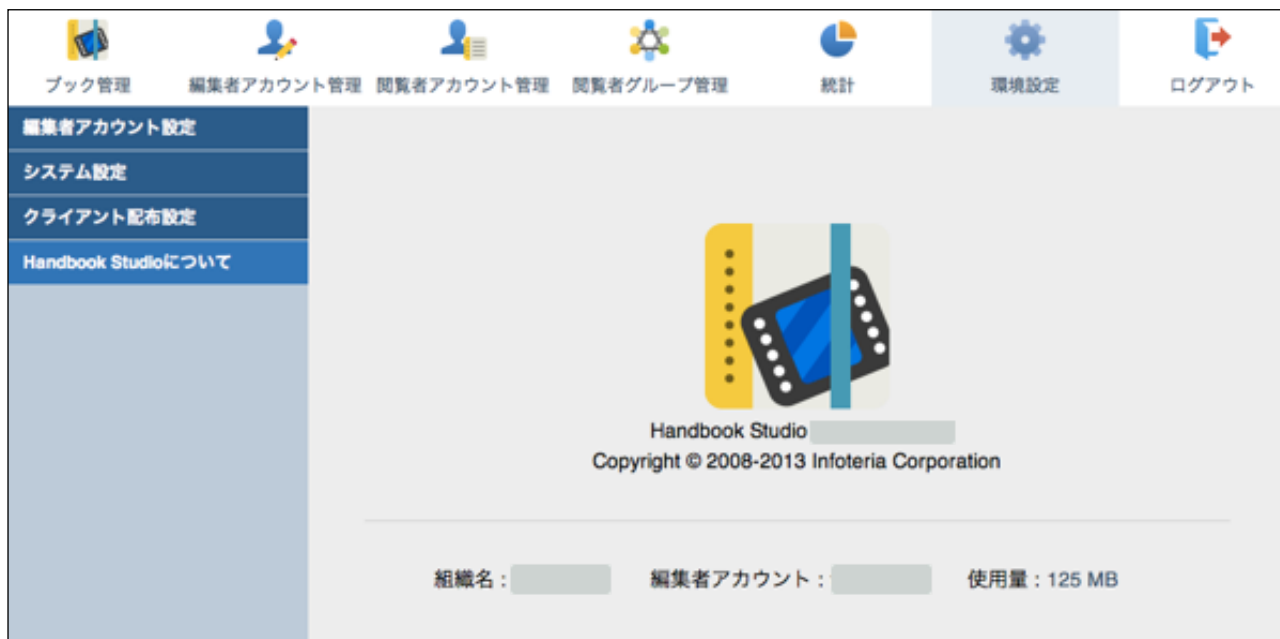 ブック管理 編集者アカウント管理 閲覧者アカウント管理 閲覧者グループ管理 統計 環境設定 ログアウト
編集者アカウント設定
システム設定
クライアント配布設定
Handbook Studioについて
Handbook Studio
Copyright © 2008-2013 Infoteria Corporation
組織名 : 編集者アカウント : 使用量 : 125 MB